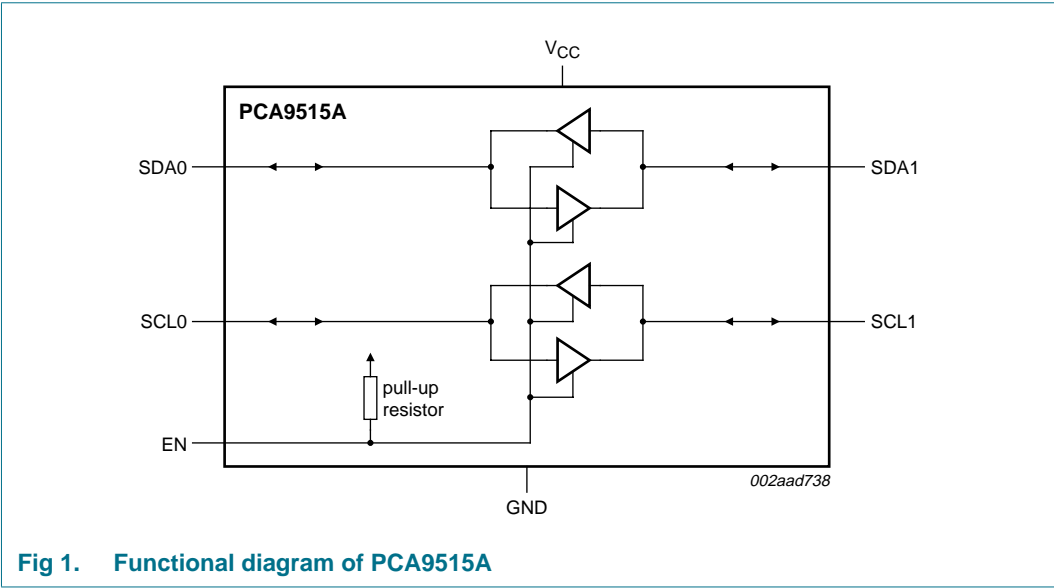 VCC
PCA9515A
SDA0
SDA1
SCL0
SCL1
pull-up
resistor
EN
002aad738
GND
Fig 1. Functional diagram of PCA9515A